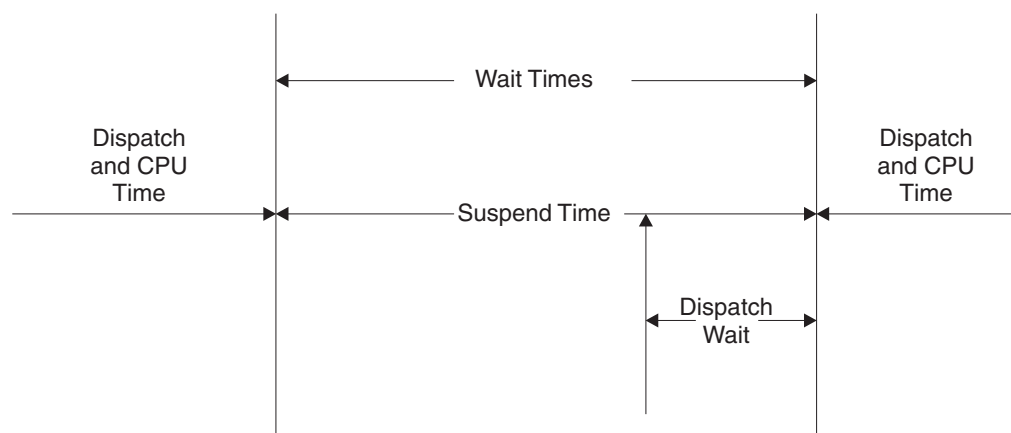 Wait Times
Dispatch
and CPU
Time
Dispatch
and CPU
Time
Suspend Time
Dispatch
Wait